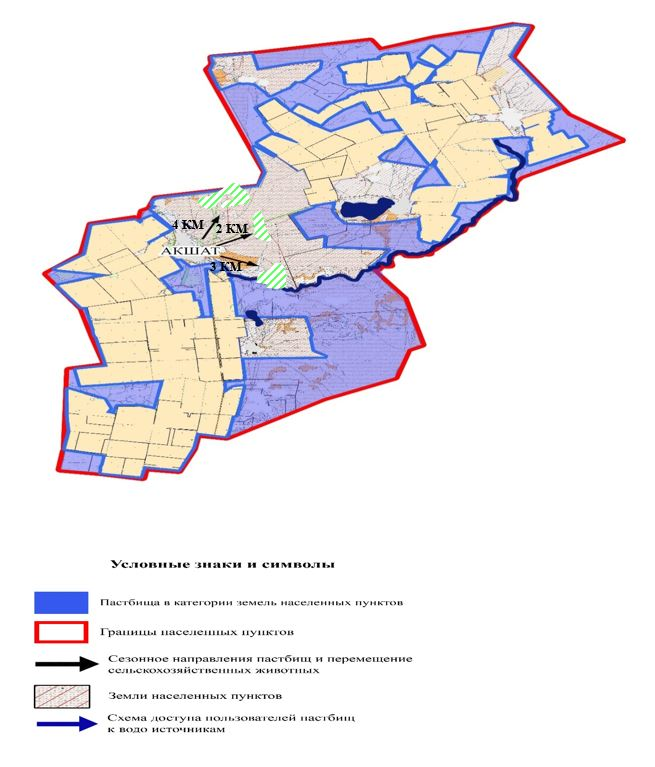 4 КМ
2 КМ
АКШАТ
3 КМ
Условные знаки и символы
Пастбища в категории земель населенных пунктов
Границы населенных пунктов
Сезонное направления пастбищ и перемещение
сельскохозяйственных животных
Земли населенных пунктов
Схема доступа пользователей пастбищ
к водо источникам